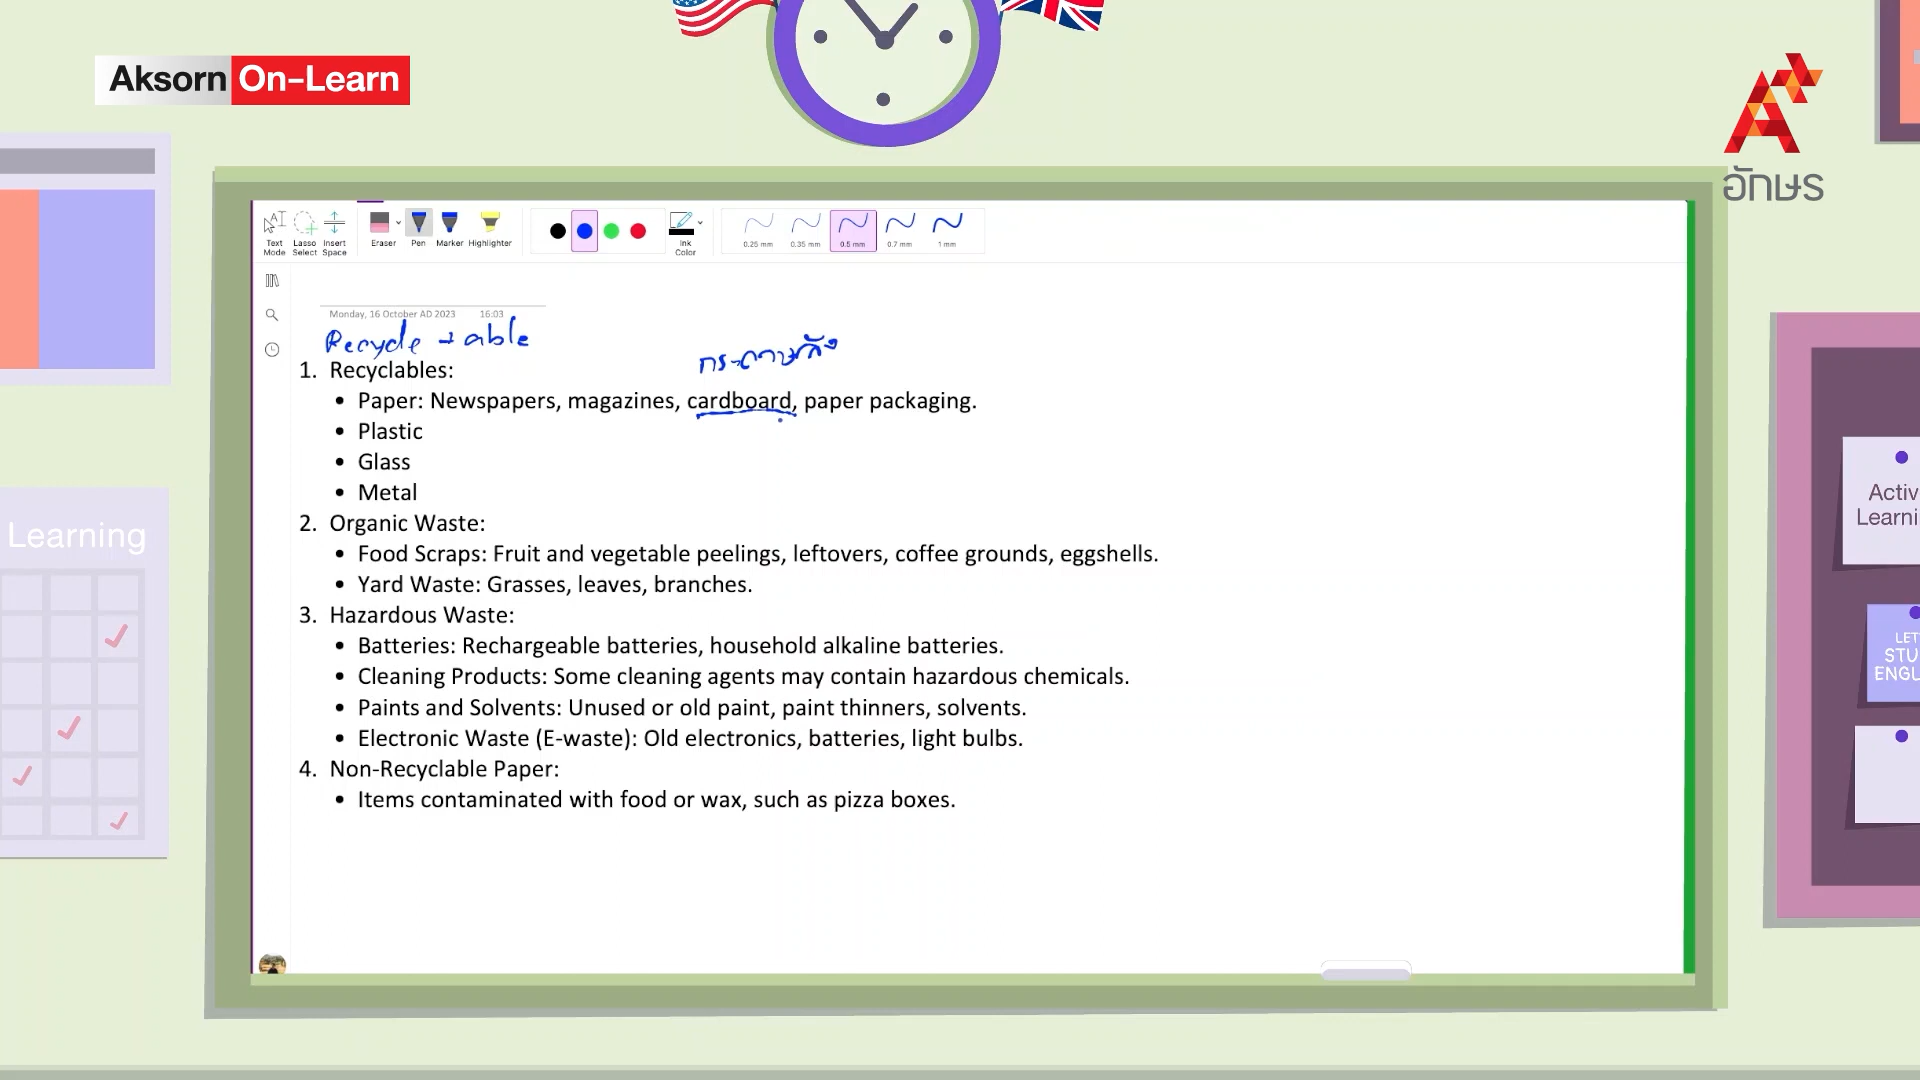 Aksorn On-Learn
อักษร
Text Mode
Lasso Select
Insert Space
Eraser
Pen
Marker
Highlighter
Ink Color
0.25 mm
0.35 mm
0.5 mm
0.7 mm
1 mm
Monday, 16 October AD 2023 16:03
Recycle + able
กระดาษลัง
1. Recyclables:
• Paper: Newspapers, magazines, cardboard, paper packaging.
• Plastic
• Glass
• Metal
2. Organic Waste:
• Food Scraps: Fruit and vegetable peelings, leftovers, coffee grounds, eggshells.
• Yard Waste: Grasses, leaves, branches.
3. Hazardous Waste:
• Batteries: Rechargeable batteries, household alkaline batteries.
• Cleaning Products: Some cleaning agents may contain hazardous chemicals.
• Paints and Solvents: Unused or old paint, paint thinners, solvents.
• Electronic Waste (E-waste): Old electronics, batteries, light bulbs.
4. Non-Recyclable Paper:
• Items contaminated with food or wax, such as pizza boxes.
Learning
Activ
Learni
LET
STU
ENGL